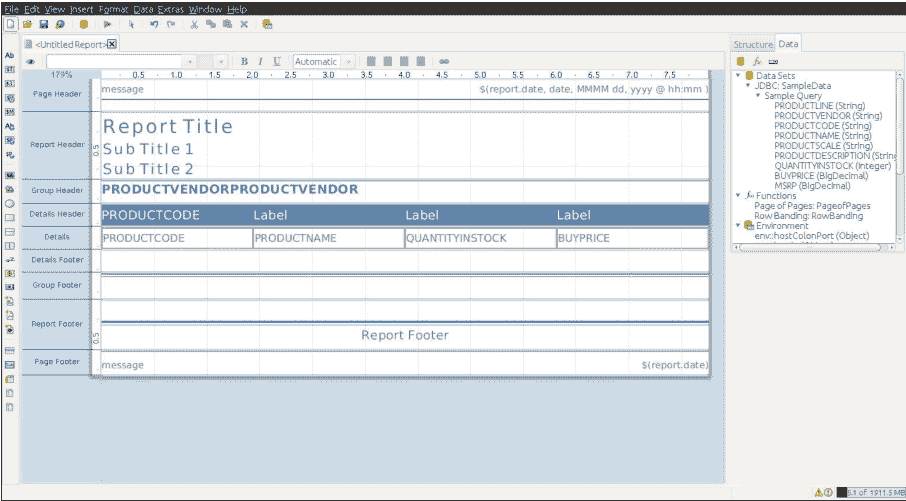 File Edit View Insert Format Data Extras Window Help
<Untitled Report>
Structure Data
B I U Automatic
179% 0.5 1.0 1.5 2.0 2.5 3.0 3.5 4.0 4.5 5.0 5.5 6.0 6.5 7.0 7.5
Page Header message $(report.date, date, MMMM dd, yyyy @ hh:mm )
Report Header 0.5 Report Title
Sub Title 1
Sub Title 2
Group Header PRODUCTVENDORPRODUCTVENDOR
Details Header PRODUCTCODE Label Label Label
Details PRODUCTCODE PRODUCTNAME QUANTITYINSTOCK BUYPRICE
Details Footer
Group Footer
Report Footer 0.5 Report Footer
Page Footer message $(report.date)
Data Sets
JDBC: SampleData
Sample Query
PRODUCTLINE (String)
PRODUCTVENDOR (String)
PRODUCTCODE (String)
PRODUCTNAME (String)
PRODUCTSCALE (String)
PRODUCTDESCRIPTION (String
QUANTITYINSTOCK (Integer)
BUYPRICE (BigDecimal)
MSRP (BigDecimal)
Functions
Page of Pages: PageofPages
Row Banding: RowBanding
Environment
env::hostColonPort (Object)
5.1 of 1911.5 MB